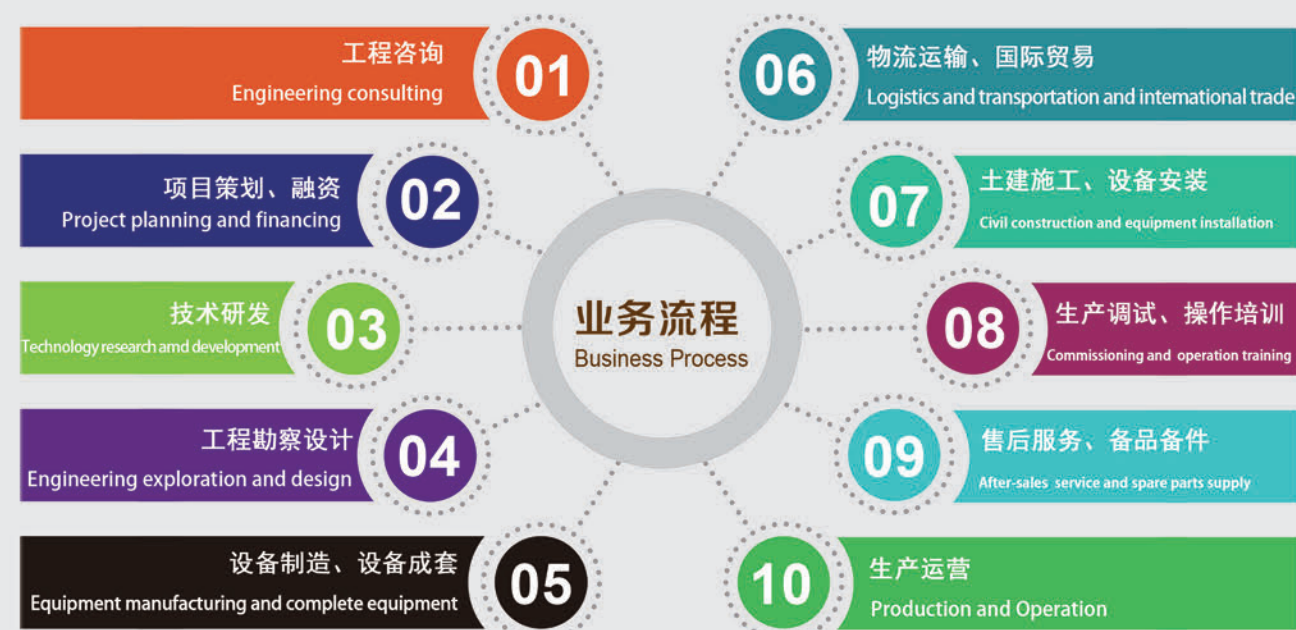 工程咨询
Engineering consulting
01
项目策划、融资
Project planning and financing
02
技术研发
Technology research amd development
03
工程勘察设计
Engineering exploration and design
04
设备制造、设备成套
Equipment manufacturing and complete equipment
05
业务流程
Business Process
06
物流运输、国际贸易
Logistics and transportation and international trade
07
土建施工、设备安装
Civil construction and equipment installation
08
生产调试、操作培训
Commissioning and operation training
09
售后服务、备品备件
After-sales service and spare parts supply
10
生产运营
Production and Operation